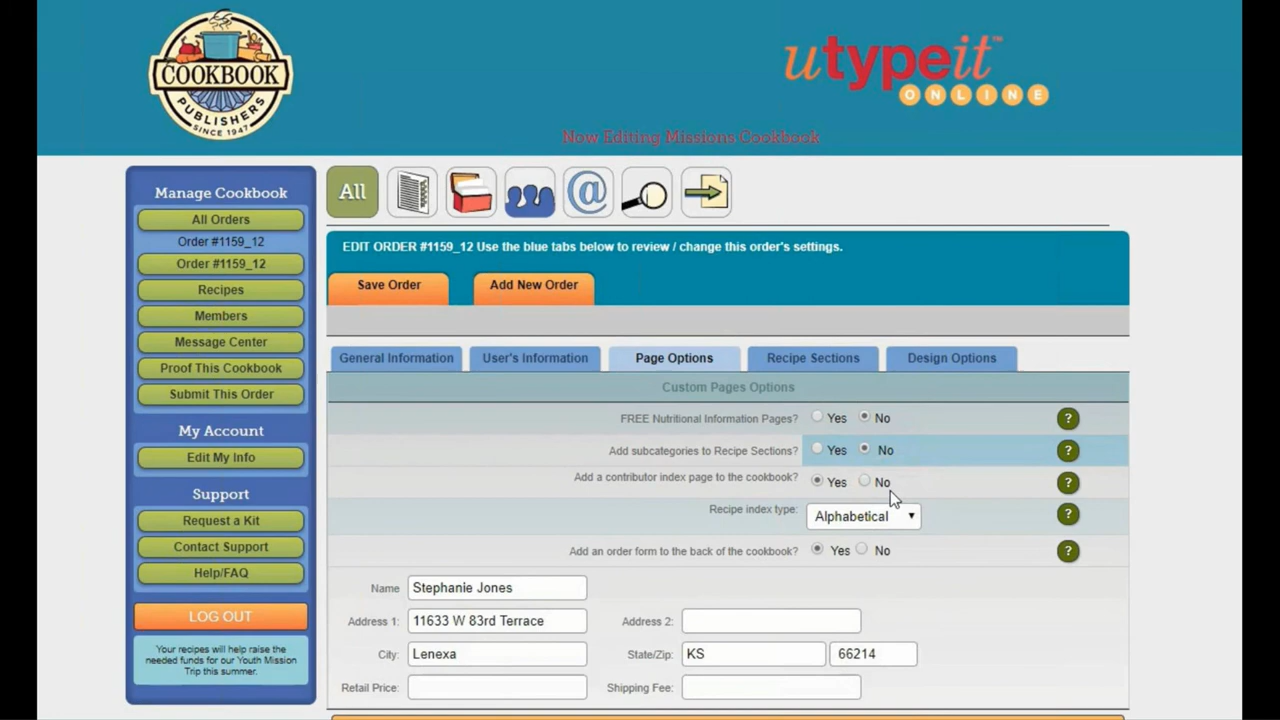 COOKBOOK
PUBLISHERS
SINCE 1947
utypeit™
ONLINE
Now Editing Missions Cookbook
Manage Cookbook
All Orders
Order #1159_12
Order #1159_12
Recipes
Members
Message Center
Proof This Cookbook
Submit This Order
My Account
Edit My Info
Support
Request a Kit
Contact Support
Help/FAQ
LOG OUT
Your recipes will help raise the
needed funds for our Youth Mission
Trip this summer.
All
@
EDIT ORDER #1159_12 Use the blue tabs below to review / change this order's settings.
Save Order Add New Order
General Information User's Information Page Options Recipe Sections Design Options
Custom Pages Options
FREE Nutritional Information Pages? Yes No ?
Add subcategories to Recipe Sections? Yes No ?
Add a contributor index page to the cookbook? Yes No ?
Recipe index type: Alphabetical ?
Add an order form to the back of the cookbook? Yes No ?
Name Stephanie Jones
Address 1: 11633 W 83rd Terrace Address 2:
City: Lenexa State/Zip: KS 66214
Retail Price: Shipping Fee: